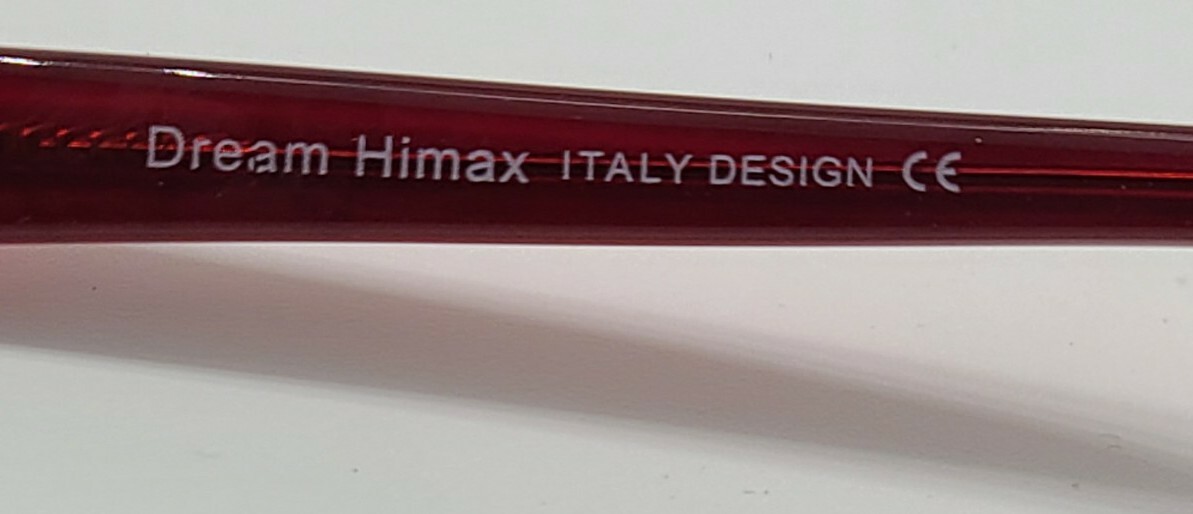 Dream Himax ITALY DESIGN CE